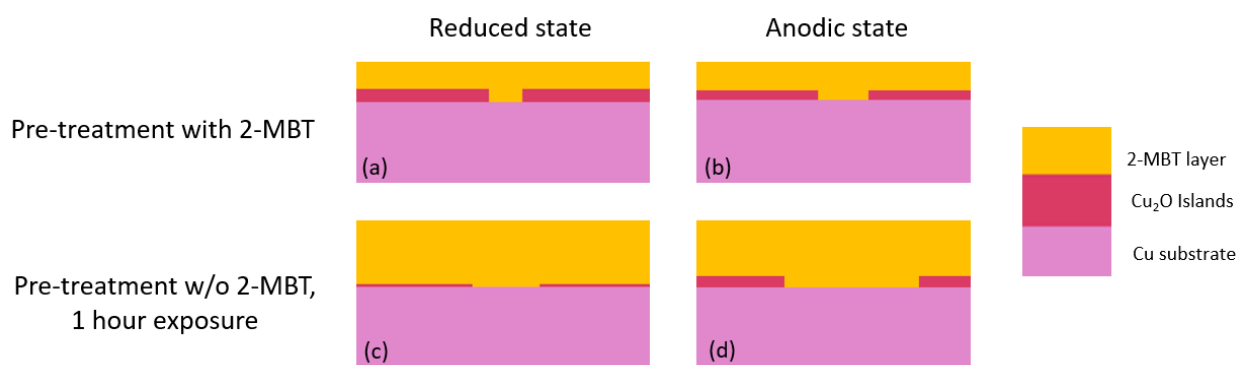 Reduced state
Anodic state
Pre-treatment with 2-MBT
(a)
(b)
2-MBT layer
Cu₂O Islands
Cu substrate
Pre-treatment w/o 2-MBT,
1 hour exposure
(c)
(d)